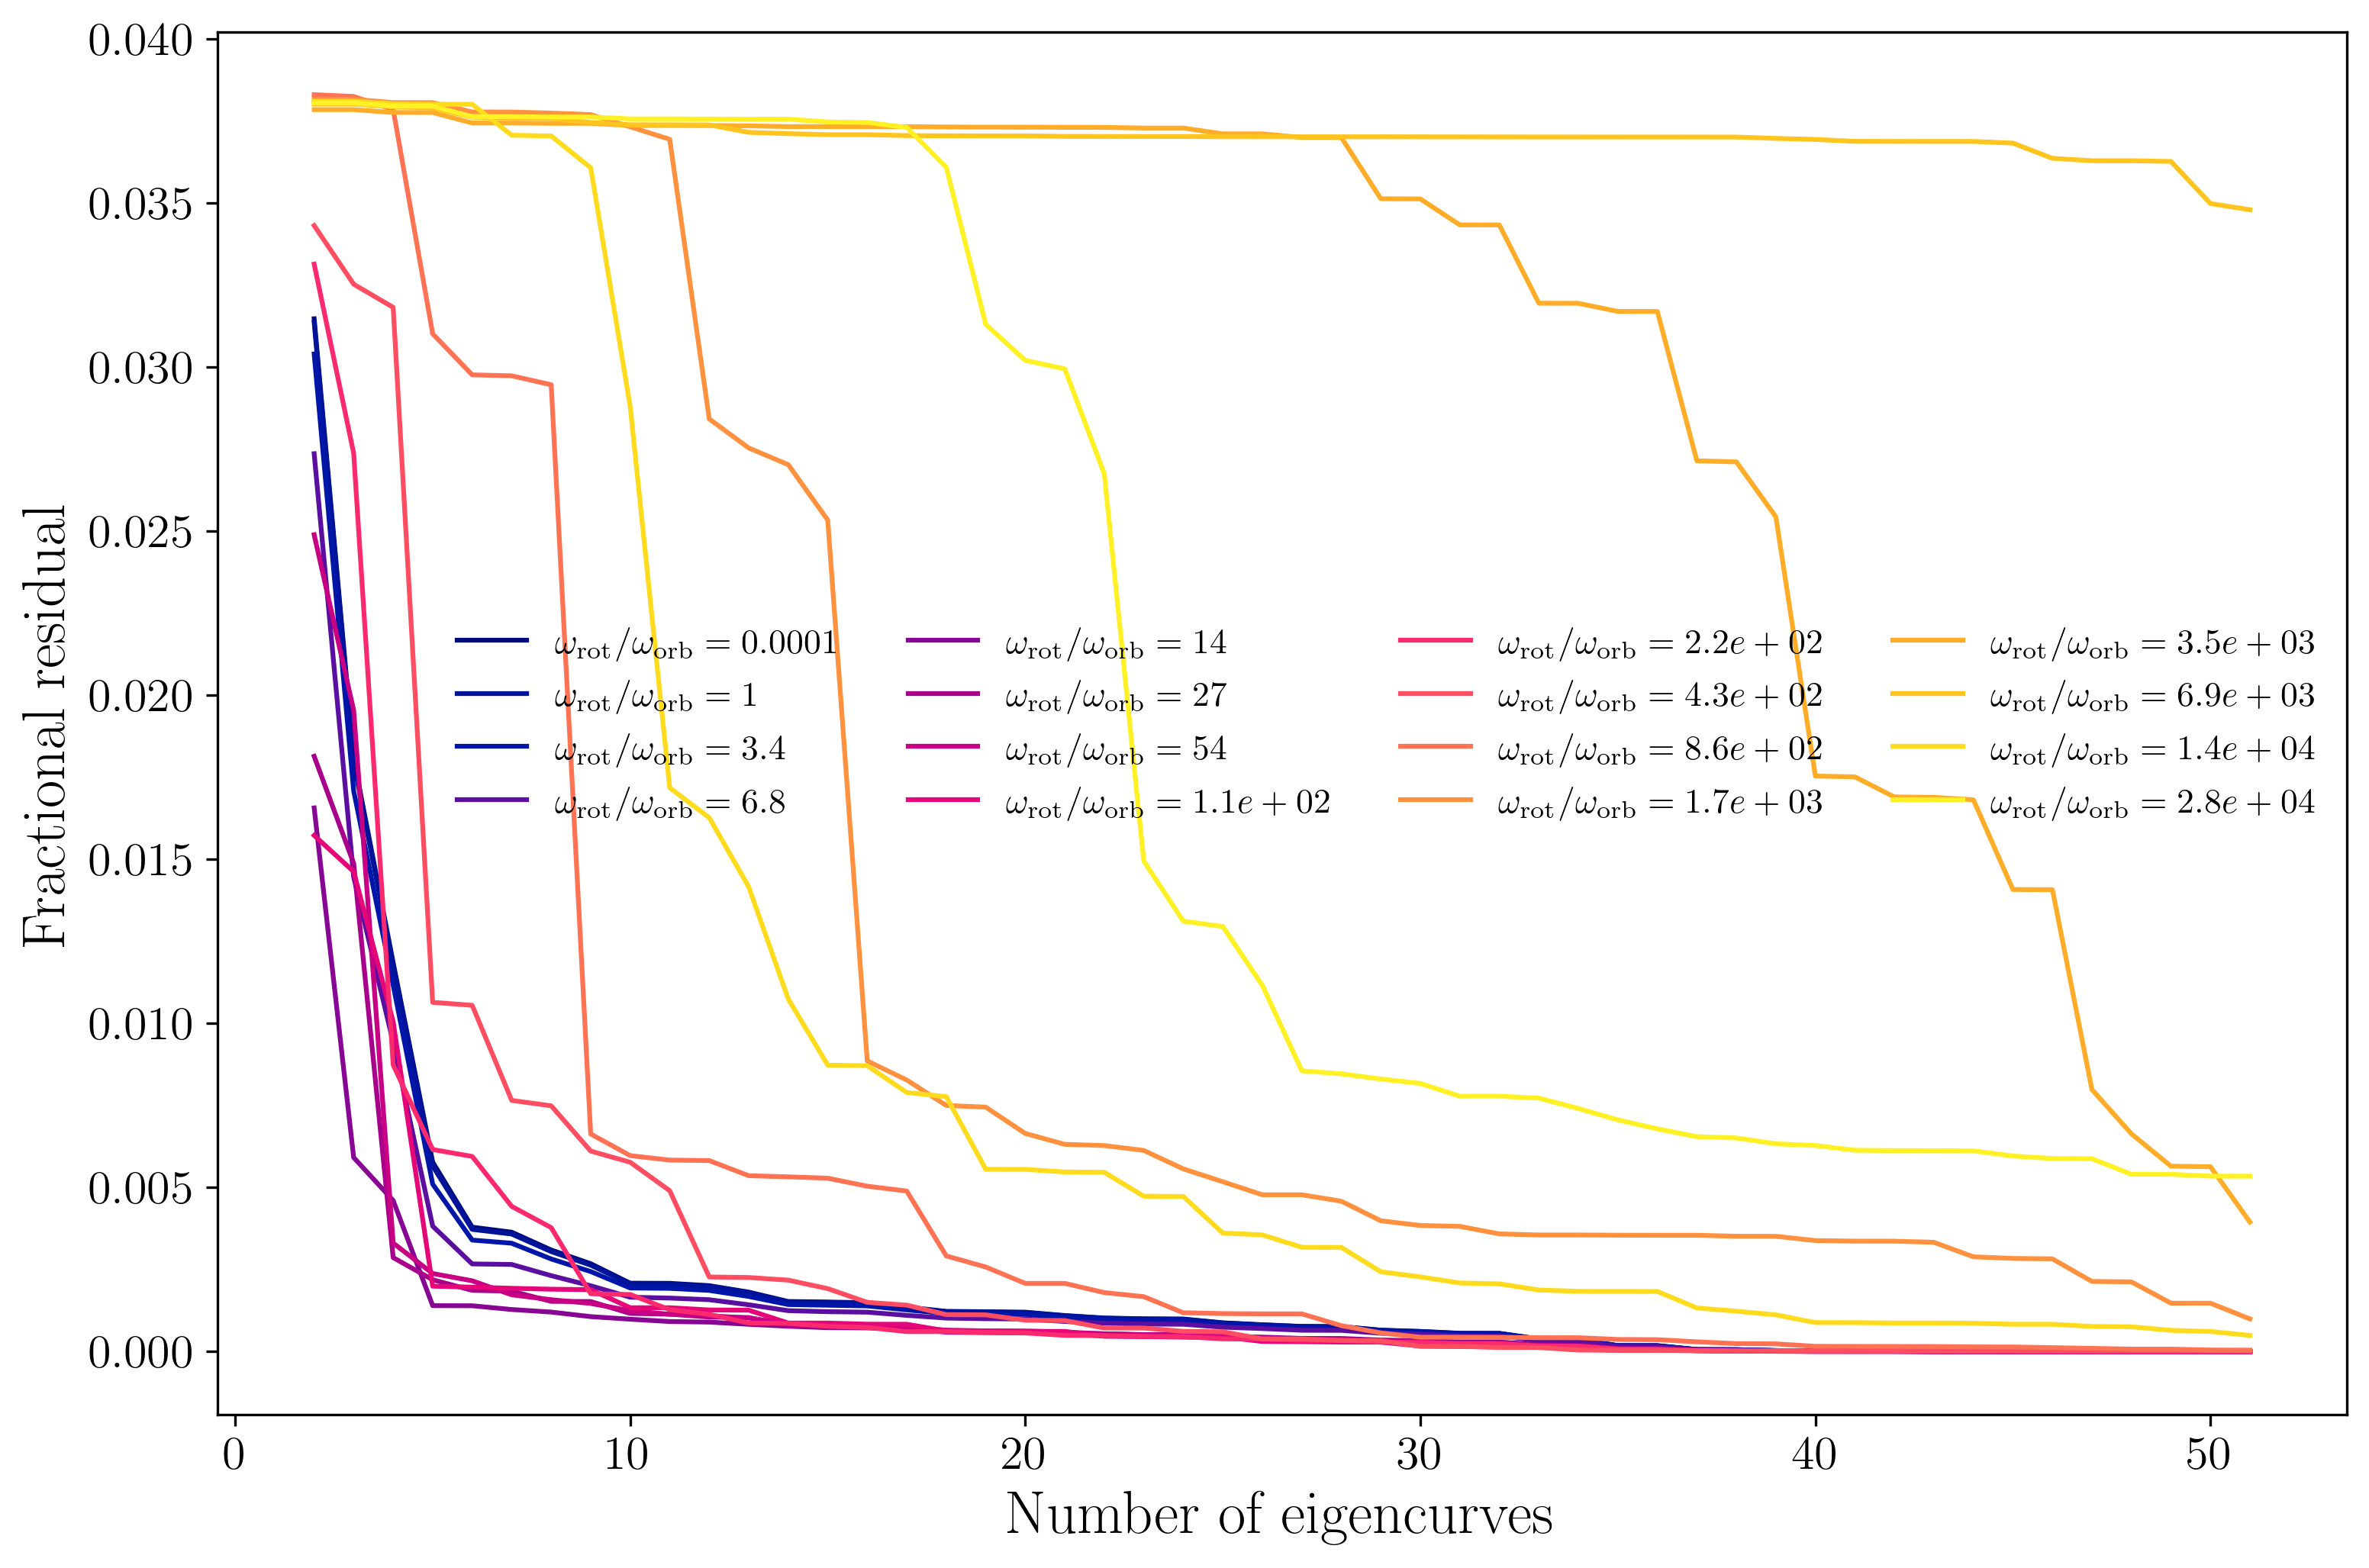 0.040
0.035
0.030
0.025
0.020
0.015
0.010
0.005
0.000
Fractional residual
ω_rot/ω_orb = 0.0001
ω_rot/ω_orb = 1
ω_rot/ω_orb = 3.4
ω_rot/ω_orb = 6.8
ω_rot/ω_orb = 14
ω_rot/ω_orb = 27
ω_rot/ω_orb = 54
ω_rot/ω_orb = 1.1e + 02
ω_rot/ω_orb = 2.2e + 02
ω_rot/ω_orb = 4.3e + 02
ω_rot/ω_orb = 8.6e + 02
ω_rot/ω_orb = 1.7e + 03
ω_rot/ω_orb = 3.5e + 03
ω_rot/ω_orb = 6.9e + 03
ω_rot/ω_orb = 1.4e + 04
ω_rot/ω_orb = 2.8e + 04
0 10 20 30 40 50
Number of eigencurves